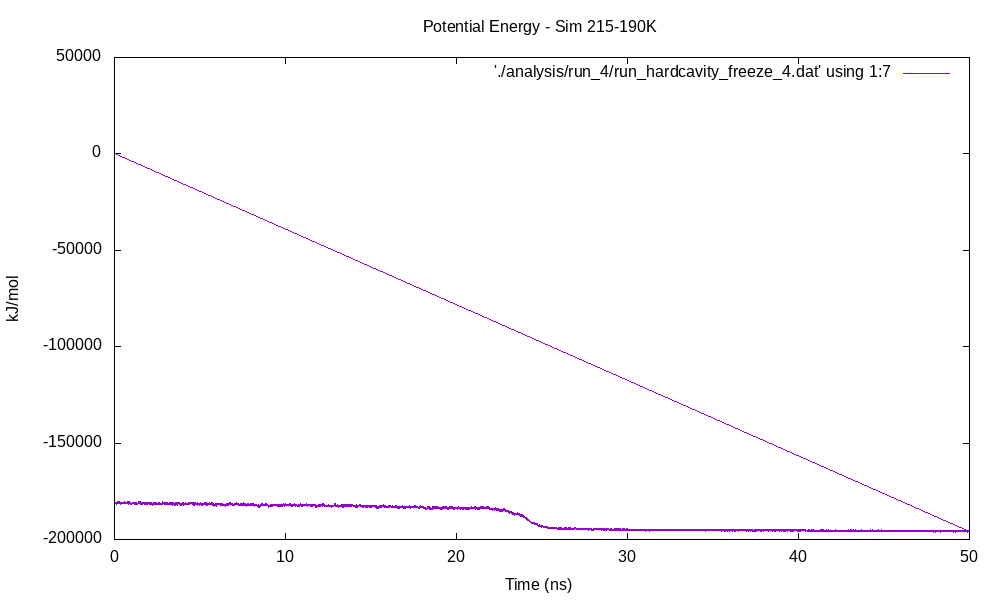 Potential Energy - Sim 215-190K
'./analysis/run_4/run_hardcavity_freeze_4.dat' using 1:7
50000
0
-50000
-100000
-150000
-200000
kJ/mol
0 10 20 30 40 50
Time (ns)